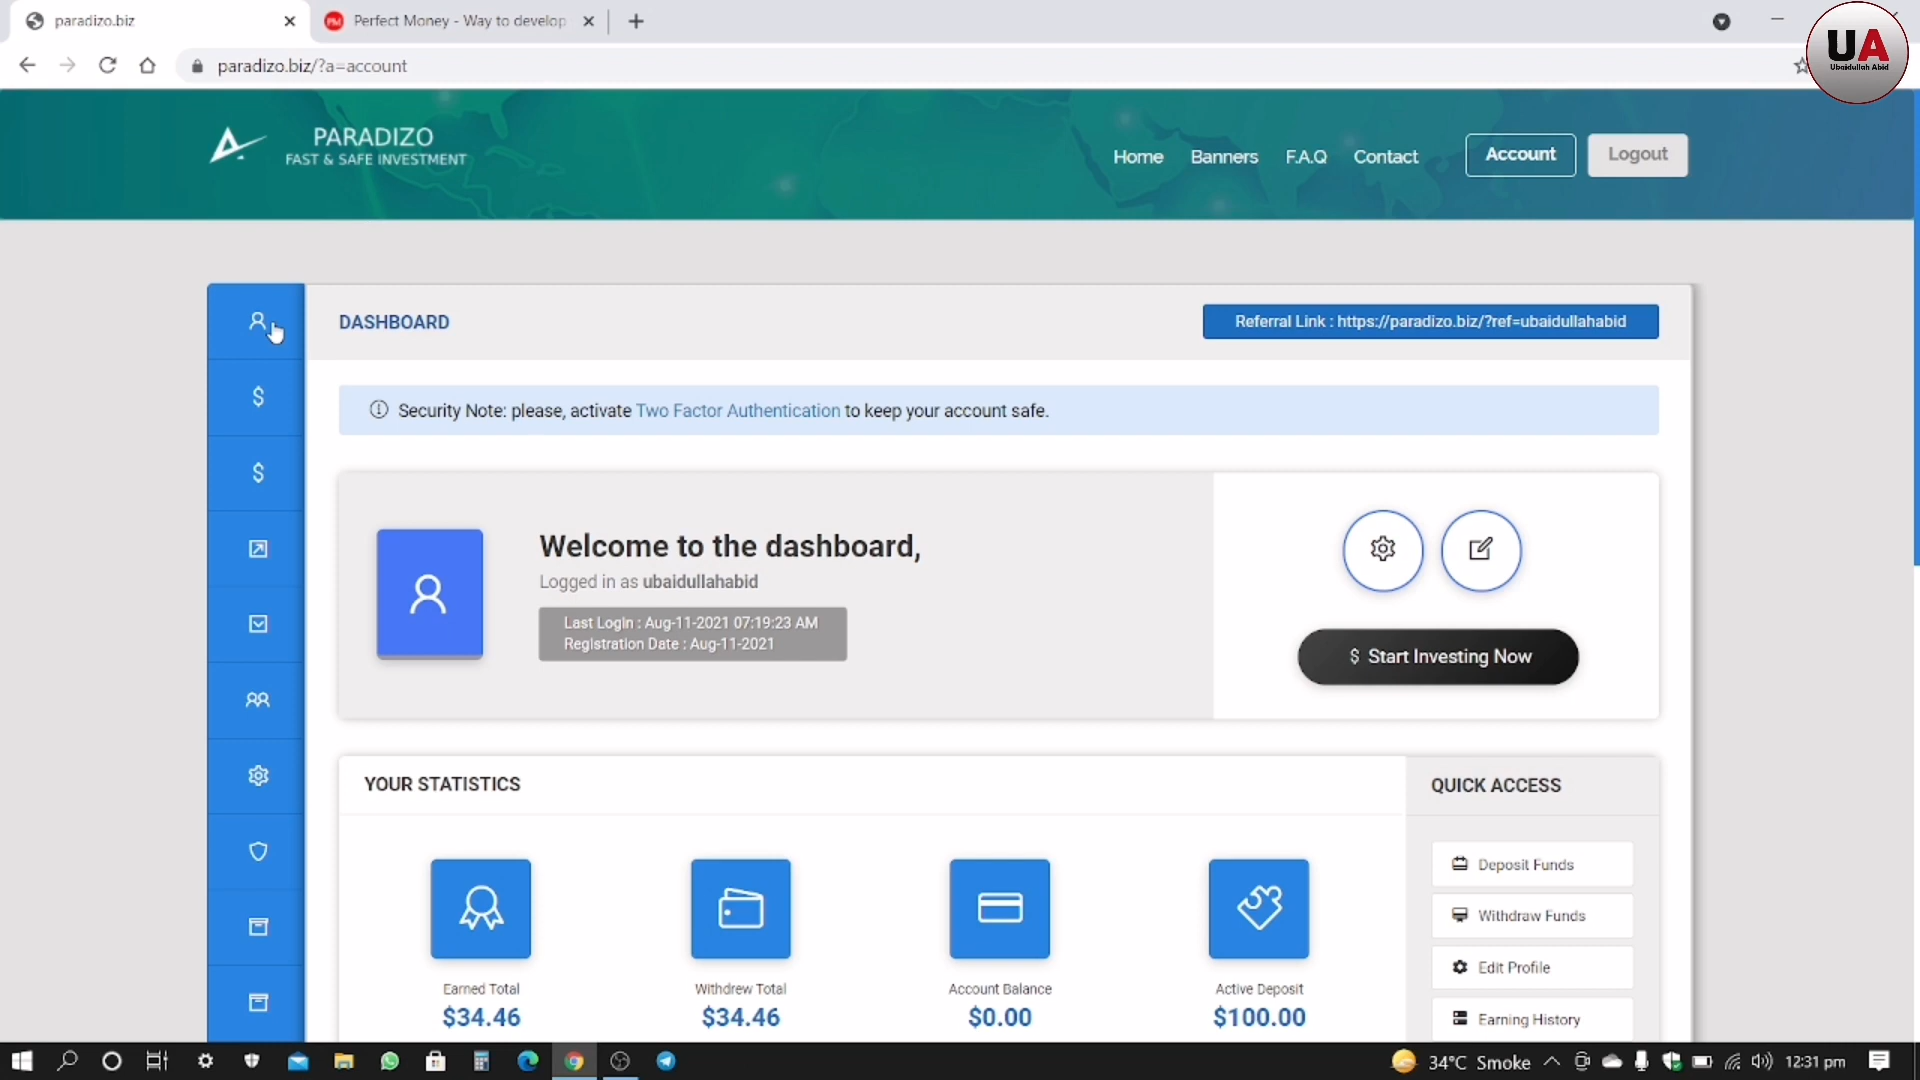 paradizo.biz
Perfect Money - Way to develop
paradizo.biz/?a=account
UA
Ubaidullah Abid
PARADIZO
FAST & SAFE INVESTMENT
Home Banners F.A.Q Contact Account Logout
DASHBOARD
Referral Link : https://paradizo.biz/?ref=ubaidullahabid
Security Note: please, activate Two Factor Authentication to keep your account safe.
Welcome to the dashboard,
Logged in as ubaidullahabid
Last Login : Aug-11-2021 07:19:23 AM
Registration Date : Aug-11-2021
$ Start Investing Now
YOUR STATISTICS
QUICK ACCESS
Earned Total
$34.46
Withdrew Total
$34.46
Account Balance
$0.00
Active Deposit
$100.00
Deposit Funds
Withdraw Funds
Edit Profile
Earning History
34°C Smoke
12:31 pm